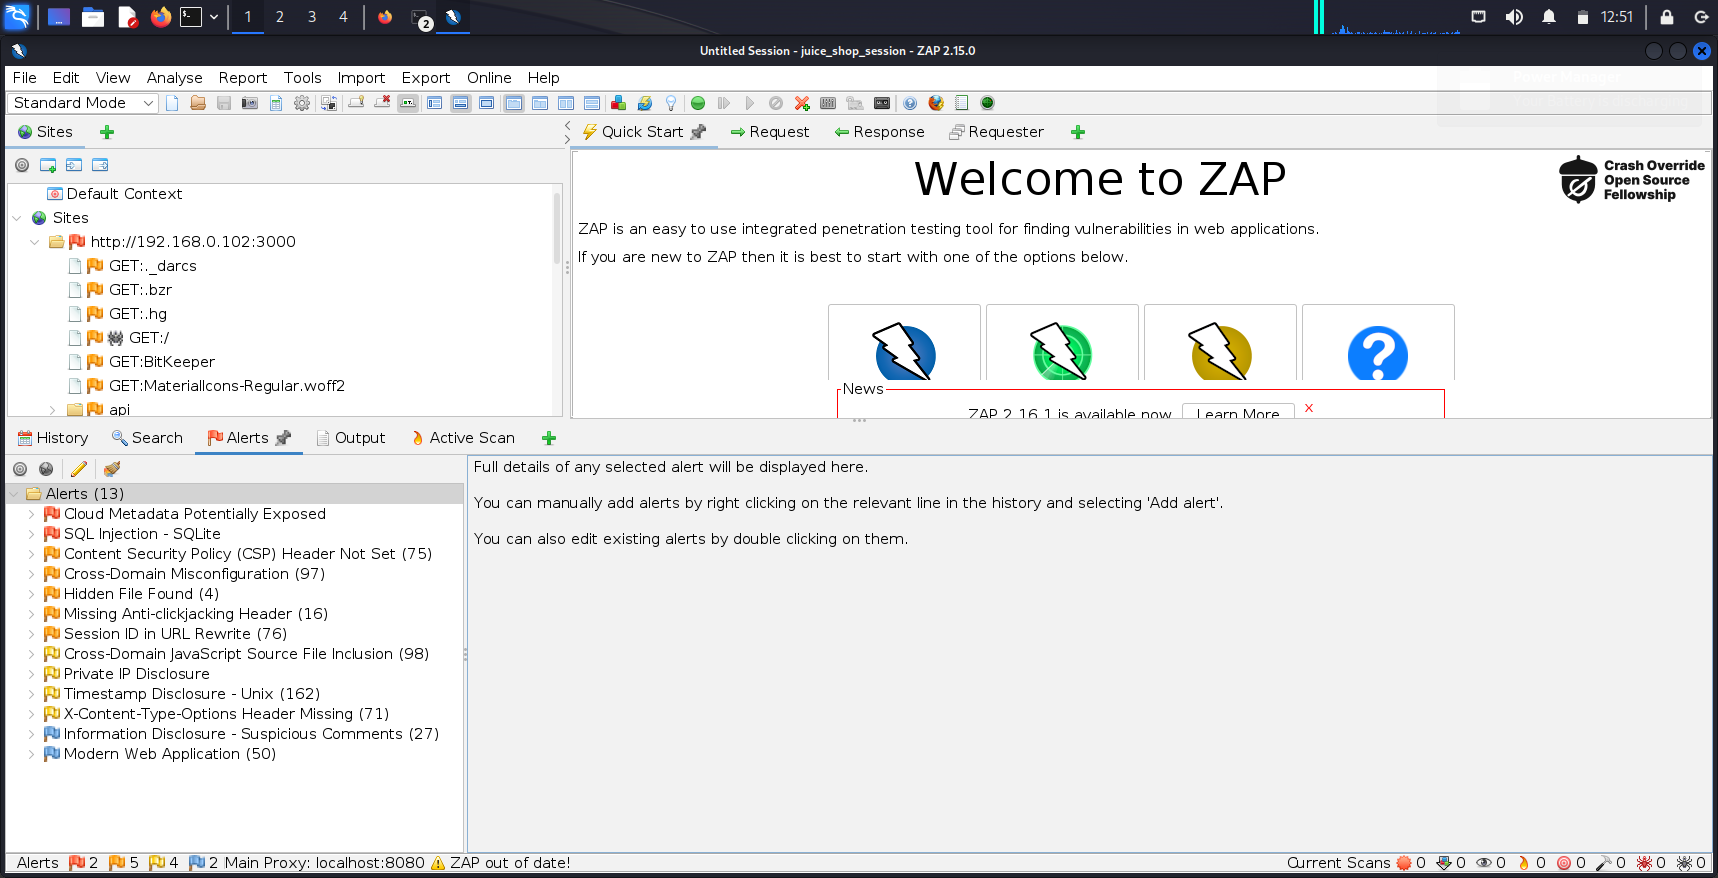 1 2 3 4 2 12:51
Untitled Session - juice_shop_session - ZAP 2.15.0
File Edit View Analyse Report Tools Import Export Online Help
Power Manager
Standard Mode
Sites
Quick Start Request Response Requester
Default Context
Sites
http://192.168.0.102:3000
GET:._darcs
GET:.bzr
GET:.hg
GET:/
GET:BitKeeper
GET:MaterialIcons-Regular.woff2
api
Welcome to ZAP
Crash Override
Open Source
Fellowship
ZAP is an easy to use integrated penetration testing tool for finding vulnerabilities in web applications.
If you are new to ZAP then it is best to start with one of the options below.
News
ZAP 2.16.1 is available now Learn More x
History Search Alerts Output Active Scan
Alerts (13)
Cloud Metadata Potentially Exposed
SQL Injection - SQLite
Content Security Policy (CSP) Header Not Set (75)
Cross-Domain Misconfiguration (97)
Hidden File Found (4)
Missing Anti-clickjacking Header (16)
Session ID in URL Rewrite (76)
Cross-Domain JavaScript Source File Inclusion (98)
Private IP Disclosure
Timestamp Disclosure - Unix (162)
X-Content-Type-Options Header Missing (71)
Information Disclosure - Suspicious Comments (27)
Modern Web Application (50)
Full details of any selected alert will be displayed here.
You can manually add alerts by right clicking on the relevant line in the history and selecting 'Add alert'.
You can also edit existing alerts by double clicking on them.
Alerts 2 5 4 2 Main Proxy: localhost:8080 ZAP out of date! Current Scans 0 0 0 0 0 0 0 0